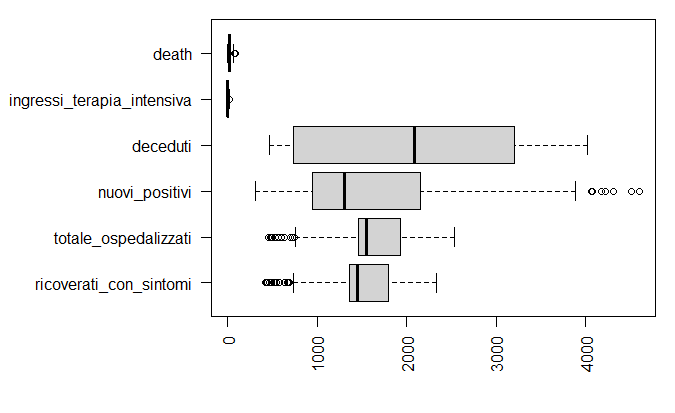 death
ingressi_terapia_intensiva
deceduti
nuovi_positivi
totale_ospedalizzati
ricoverati_con_sintomi
0
1000
2000
3000
4000